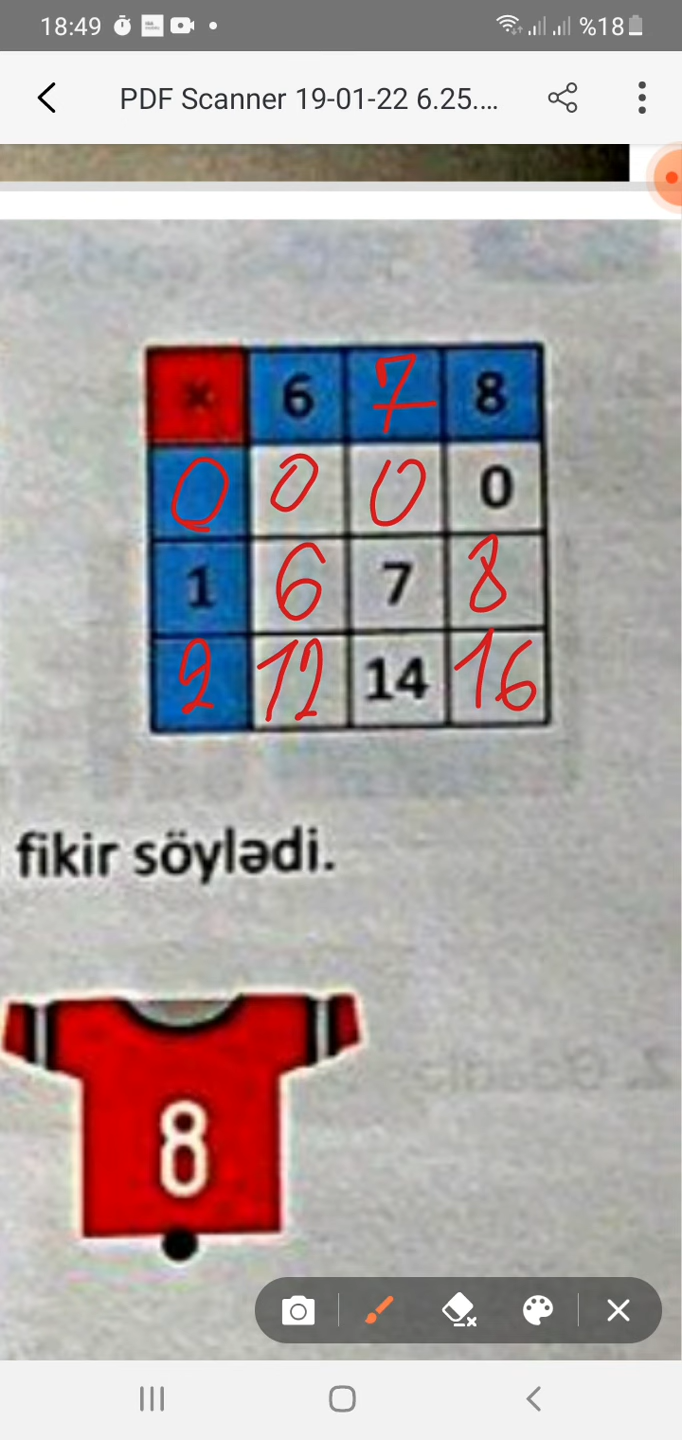 18:49 %18
PDF Scanner 19-01-22 6.25....
× 6 7 8
0 0 0 0
1 6 7 8
2 12 14 16
fikir söylədi.
8